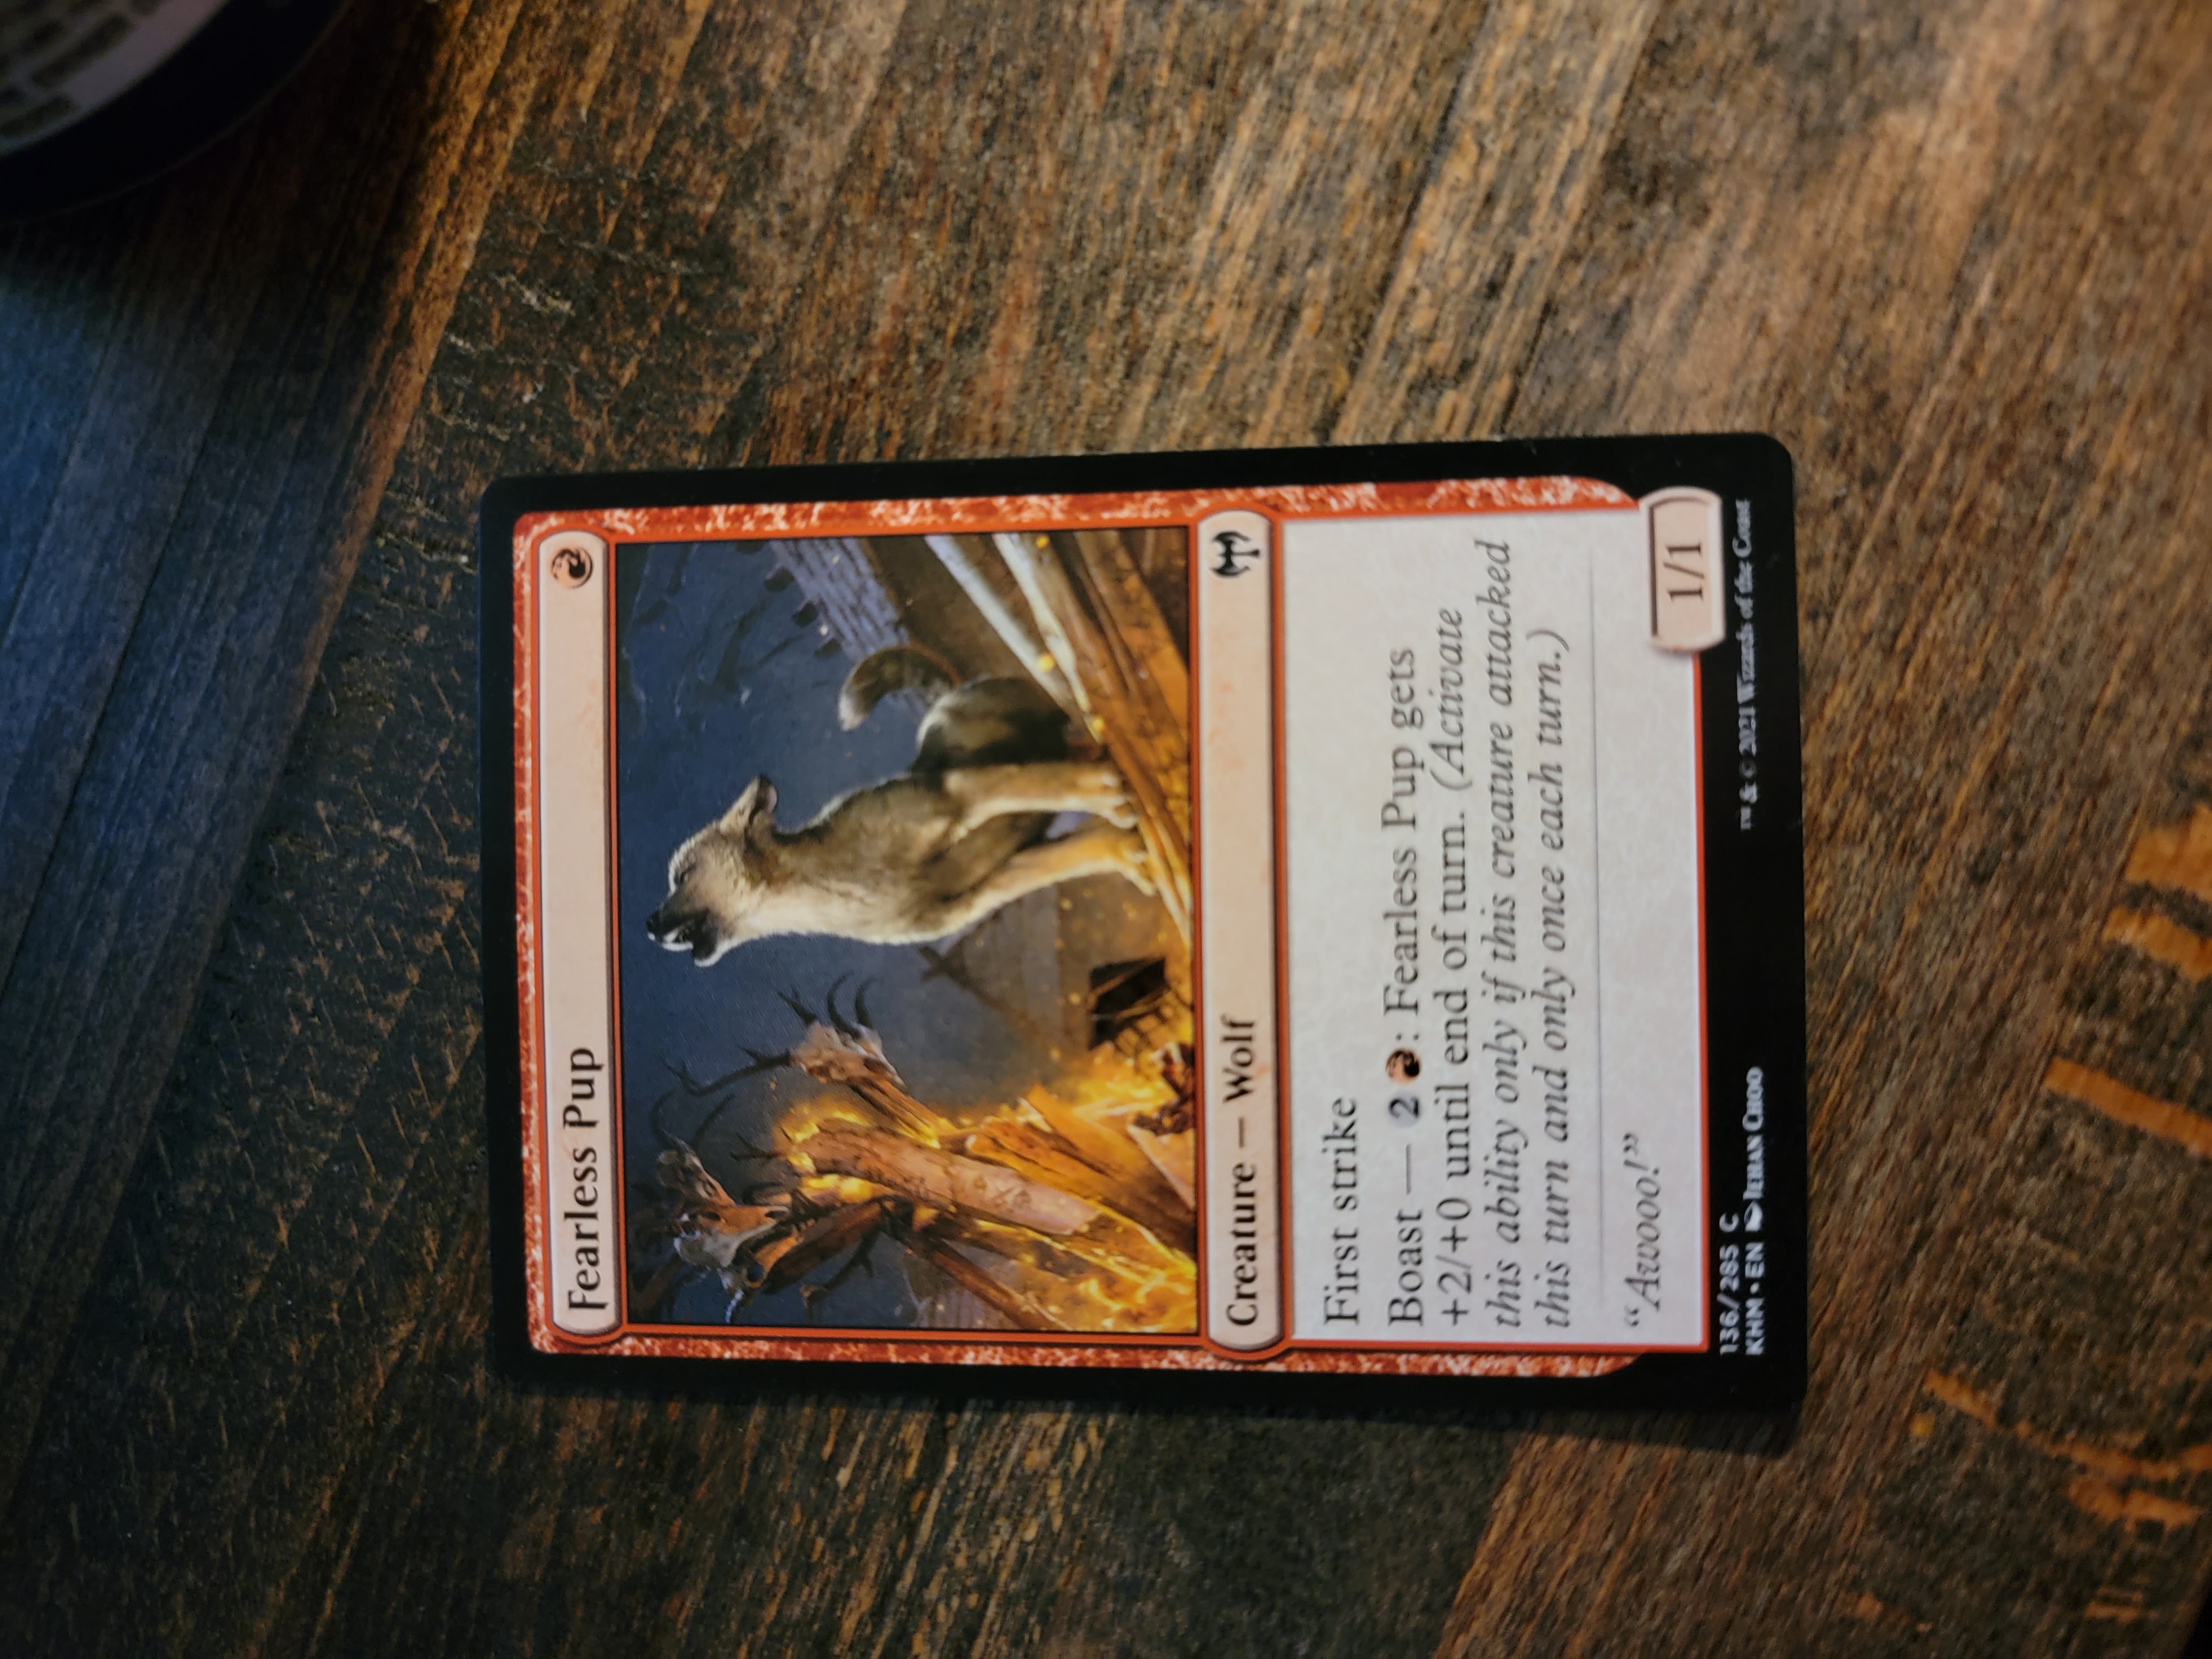 Fearless Pup
Creature — Wolf
First strike
Boast — 2 : Fearless Pup gets
+2/+0 until end of turn. (Activate
this ability only if this creature attacked
this turn and only once each turn.)
“Awooo!”
1/1
136/285 C
KHM • EN Jehan Choo
™ & © 2021 Wizards of the Coast